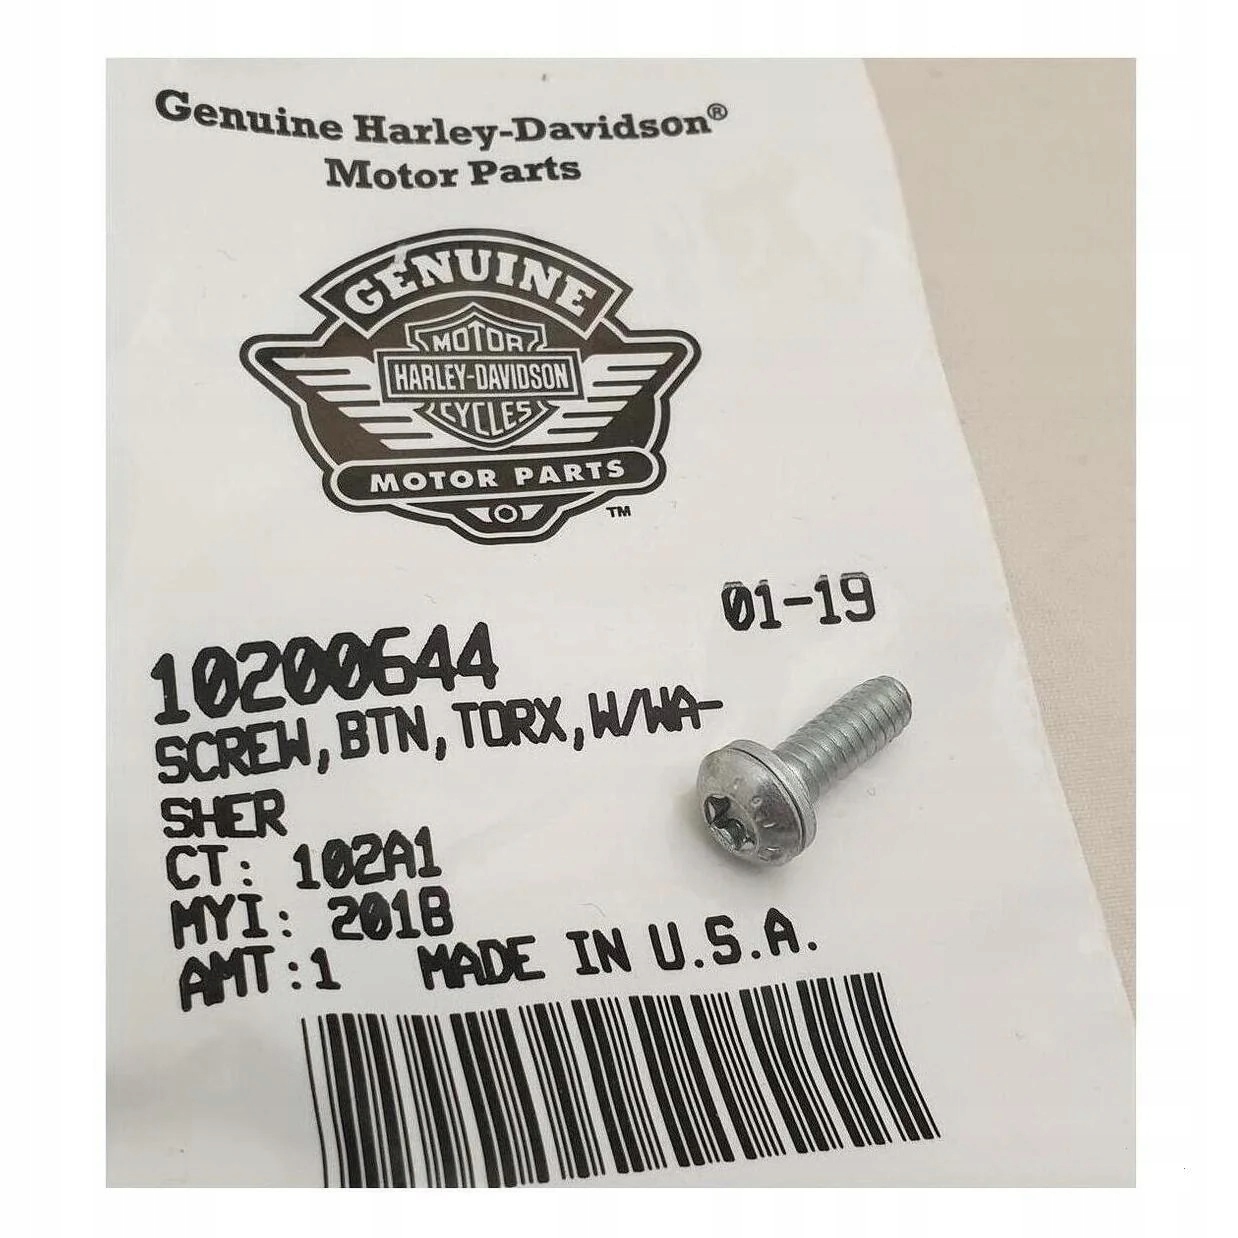 Genuine Harley-Davidson®
Motor Parts
GENUINE
MOTOR
HARLEY-DAVIDSON
CYCLES
MOTOR PARTS
TM
01-19
10200644
SCREW,BTN,TORX,W/WA-
SHER
CT: 102A1
MYI: 201B
AMT:1 MADE IN U.S.A.